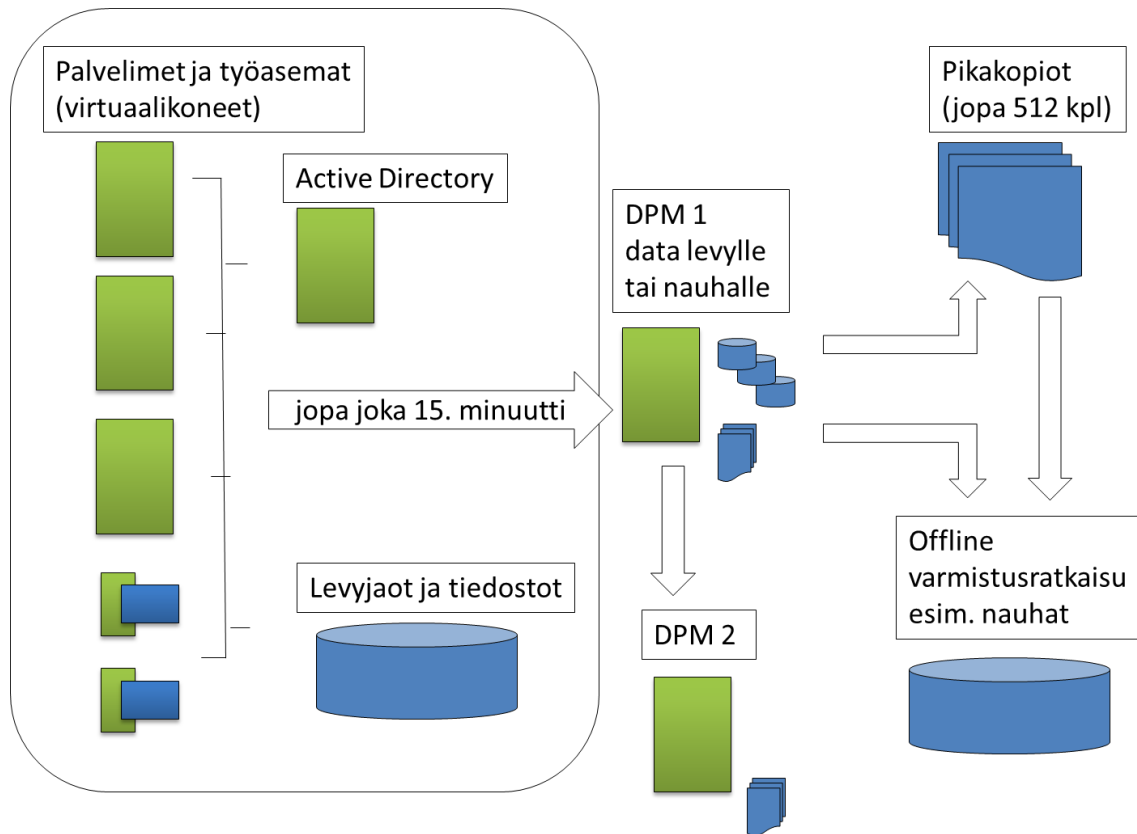 Palvelimet ja työasemat
(virtuaalikoneet)
Active Directory
jopa joka 15. minuutti
Levyjaot ja tiedostot
DPM 1
data levylle
tai nauhalle
DPM 2
Pikakopiot
(jopa 512 kpl)
Offline
varmistusratkaisu
esim. nauhat